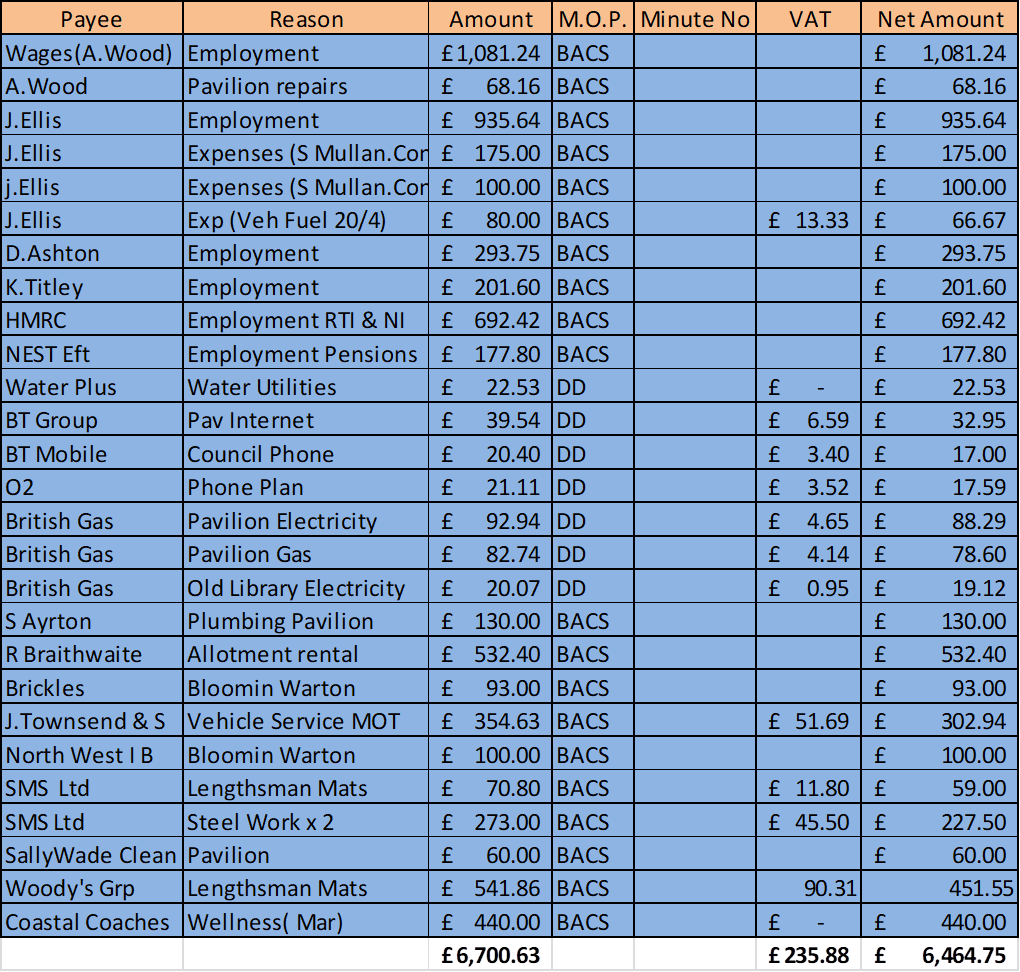 Payee Reason Amount M.O.P. Minute No VAT Net Amount
Wages(A.Wood) Employment £1,081.24 BACS £ 1,081.24
A.Wood Pavilion repairs £ 68.16 BACS £ 68.16
J.Ellis Employment £ 935.64 BACS £ 935.64
J.Ellis Expenses (S Mullan.Con £ 175.00 BACS £ 175.00
j.Ellis Expenses (S Mullan.Con £ 100.00 BACS £ 100.00
J.Ellis Exp (Veh Fuel 20/4) £ 80.00 BACS £ 13.33 £ 66.67
D.Ashton Employment £ 293.75 BACS £ 293.75
K.Titley Employment £ 201.60 BACS £ 201.60
HMRC Employment RTI & NI £ 692.42 BACS £ 692.42
NEST Eft Employment Pensions £ 177.80 BACS £ 177.80
Water Plus Water Utilities £ 22.53 DD £ - £ 22.53
BT Group Pav Internet £ 39.54 DD £ 6.59 £ 32.95
BT Mobile Council Phone £ 20.40 DD £ 3.40 £ 17.00
O2 Phone Plan £ 21.11 DD £ 3.52 £ 17.59
British Gas Pavilion Electricity £ 92.94 DD £ 4.65 £ 88.29
British Gas Pavilion Gas £ 82.74 DD £ 4.14 £ 78.60
British Gas Old Library Electricity £ 20.07 DD £ 0.95 £ 19.12
S Ayrton Plumbing Pavilion £ 130.00 BACS £ 130.00
R Braithwaite Allotment rental £ 532.40 BACS £ 532.40
Brickles Bloomin Warton £ 93.00 BACS £ 93.00
J.Townsend & S Vehicle Service MOT £ 354.63 BACS £ 51.69 £ 302.94
North West I B Bloomin Warton £ 100.00 BACS £ 100.00
SMS Ltd Lengthsman Mats £ 70.80 BACS £ 11.80 £ 59.00
SMS Ltd Steel Work x 2 £ 273.00 BACS £ 45.50 £ 227.50
SallyWade Clean Pavilion £ 60.00 BACS £ 60.00
Woody's Grp Lengthsman Mats £ 541.86 BACS 90.31 451.55
Coastal Coaches Wellness( Mar) £ 440.00 BACS £ - £ 440.00
£6,700.63 £235.88 £ 6,464.75